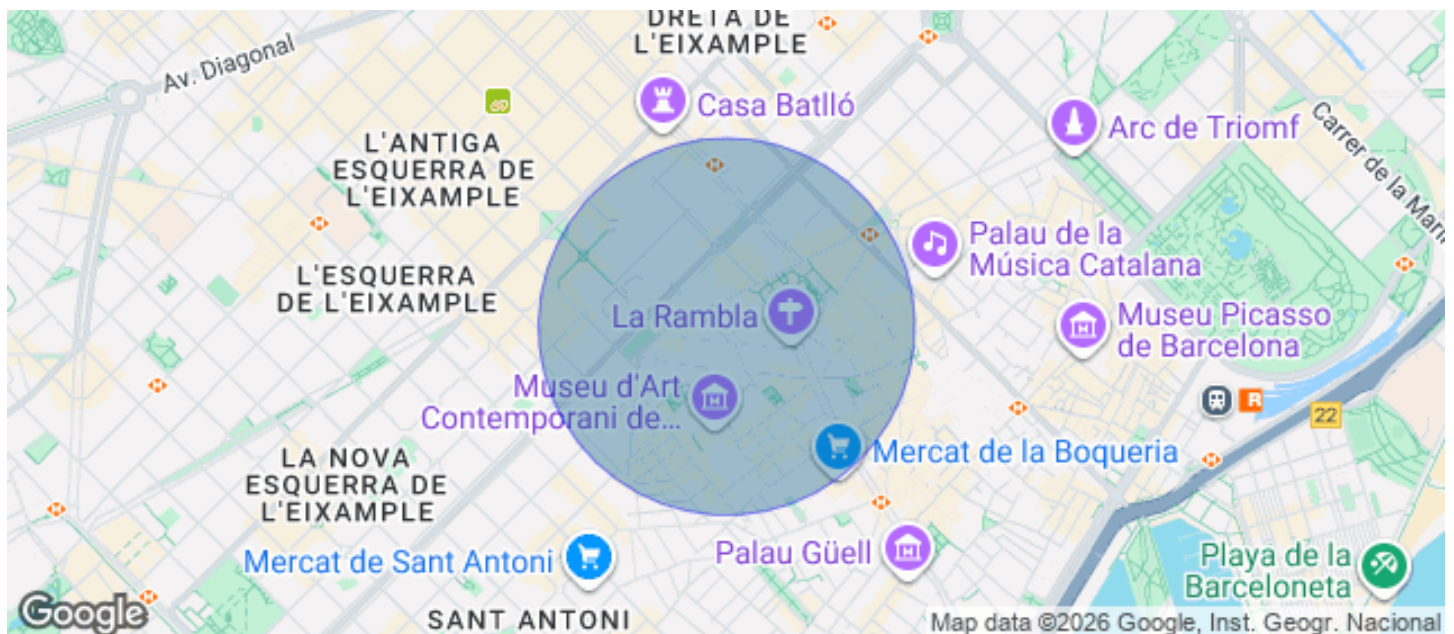 DRETA DE
L'EIXAMPLE
Av. Diagonal
Casa Batlló
Arc de Triomf
Carrer de la Marin
L'ANTIGA
ESQUERRA DE
L'EIXAMPLE
Palau de la
Música Catalana
L'ESQUERRA
DE L'EIXAMPLE
La Rambla
Museu Picasso
de Barcelona
Museu d'Art
Contemporani de...
R
22
Mercat de la Boqueria
LA NOVA
ESQUERRA DE
L'EIXAMPLE
Mercat de Sant Antoni
Palau Güell
Playa de la
Barceloneta
Google
SANT ANTONI
Map data ©2026 Google, Inst. Geogr. Nacional